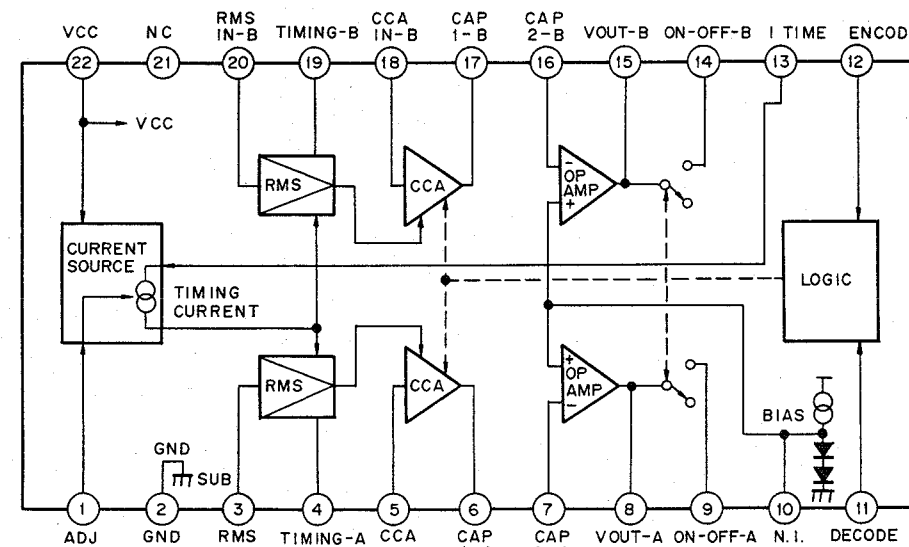 VCC
NC
RMS
IN-B
TIMING-B
CCA
IN-B
CAP
1-B
CAP
2-B
VOUT-B
ON-OFF-B
I TIME
ENCOD
22
21
20
19
18
17
16
15
14
13
12
VCC
RMS
CCA
-
OP
AMP
+
CURRENT
SOURCE
TIMING
CURRENT
LOGIC
RMS
CCA
+
OP
AMP
-
BIAS
GND
SUB
1
2
3
4
5
6
7
8
9
10
11
ADJ
GND
RMS
TIMING-A
CCA
CAP
CAP
VOUT-A
ON-OFF-A
N.I.
DECODE